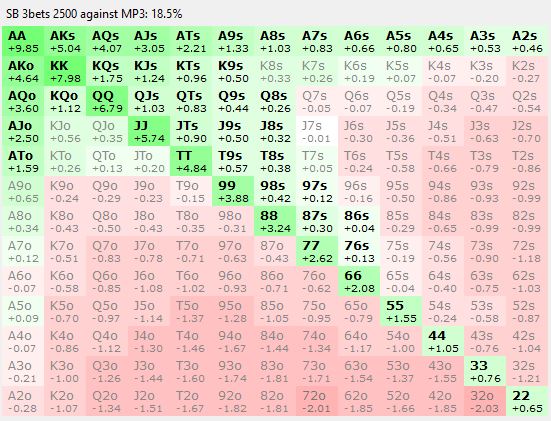 SB 3bets 2500 against MP3: 18.5%
AA AKs AQs AJs ATs A9s A8s A7s A6s A5s A4s A3s A2s
+9.85 +5.04 +4.07 +3.05 +2.21 +1.33 +1.03 +0.83 +0.66 +0.80 +0.65 +0.53 +0.46
AKo KK KQs KJs KTs K9s K8s K7s K6s K5s K4s K3s K2s
+4.64 +7.98 +1.75 +1.24 +0.96 +0.50 +0.33 +0.26 +0.19 +0.07 -0.07 -0.20 -0.27
AQo KQo QQ QJs QTs Q9s Q8s Q7s Q6s Q5s Q4s Q3s Q2s
+3.60 +1.12 +6.79 +1.03 +0.83 +0.44 +0.26 -0.05 -0.07 -0.19 -0.34 -0.47 -0.54
AJo KJo QJo JJ JTs J9s J8s J7s J6s J5s J4s J3s J2s
+2.50 +0.56 +0.35 +5.74 +0.90 +0.50 +0.32 -0.01 -0.30 -0.36 -0.51 -0.63 -0.70
ATo KTo QTo JTo TT T9s T8s T7s T6s T5s T4s T3s T2s
+1.59 +0.26 +0.13 +0.20 +4.84 +0.57 +0.38 +0.05 -0.24 -0.58 -0.66 -0.79 -0.86
A9o K9o Q9o J9o T9o 99 98s 97s 96s 95s 94s 93s 92s
+0.65 -0.24 -0.29 -0.23 -0.15 +3.88 +0.42 +0.12 -0.16 -0.50 -0.86 -0.93 -0.99
A8o K8o Q8o J8o T8o 98o 88 87s 86s 85s 84s 83s 82s
+0.34 -0.43 -0.50 -0.43 -0.35 -0.31 +3.24 +0.30 +0.04 -0.29 -0.65 -0.99 -0.99
A7o K7o Q7o J7o T7o 97o 87o 77 76s 75s 74s 73s 72s
+0.12 -0.51 -0.83 -0.78 -0.71 -0.63 -0.43 +2.62 +0.13 -0.19 -0.56 -0.90 -1.18
A6o K6o Q6o J6o T6o 96o 86o 76o 66 65s 64s 63s 62s
-0.07 -0.58 -0.85 -1.08 -1.02 -0.93 -0.71 -0.62 +2.08 -0.04 -0.40 -0.75 -1.03
A5o K5o Q5o J5o T5o 95o 85o 75o 65o 55 54s 53s 52s
+0.09 -0.70 -0.97 -1.14 -1.37 -1.28 -1.05 -0.95 -0.79 +1.55 -0.24 -0.58 -0.87
A4o K4o Q4o J4o T4o 94o 84o 74o 64o 54o 44 43s 42s
-0.07 -0.86 -1.12 -1.30 -1.46 -1.67 -1.44 -1.34 -1.17 -1.00 +1.05 -0.76 -1.04
A3o K3o Q3o J3o T3o 93o 83o 73o 63o 53o 43o 33 32s
-0.21 -1.00 -1.26 -1.44 -1.60 -1.74 -1.81 -1.71 -1.54 -1.37 -1.55 +0.76 -1.21
A2o K2o Q2o J2o T2o 92o 82o 72o 62o 52o 42o 32o 22
-0.28 -1.07 -1.34 -1.51 -1.67 -1.82 -1.81 -2.01 -1.85 -1.66 -1.85 -2.03 +0.65